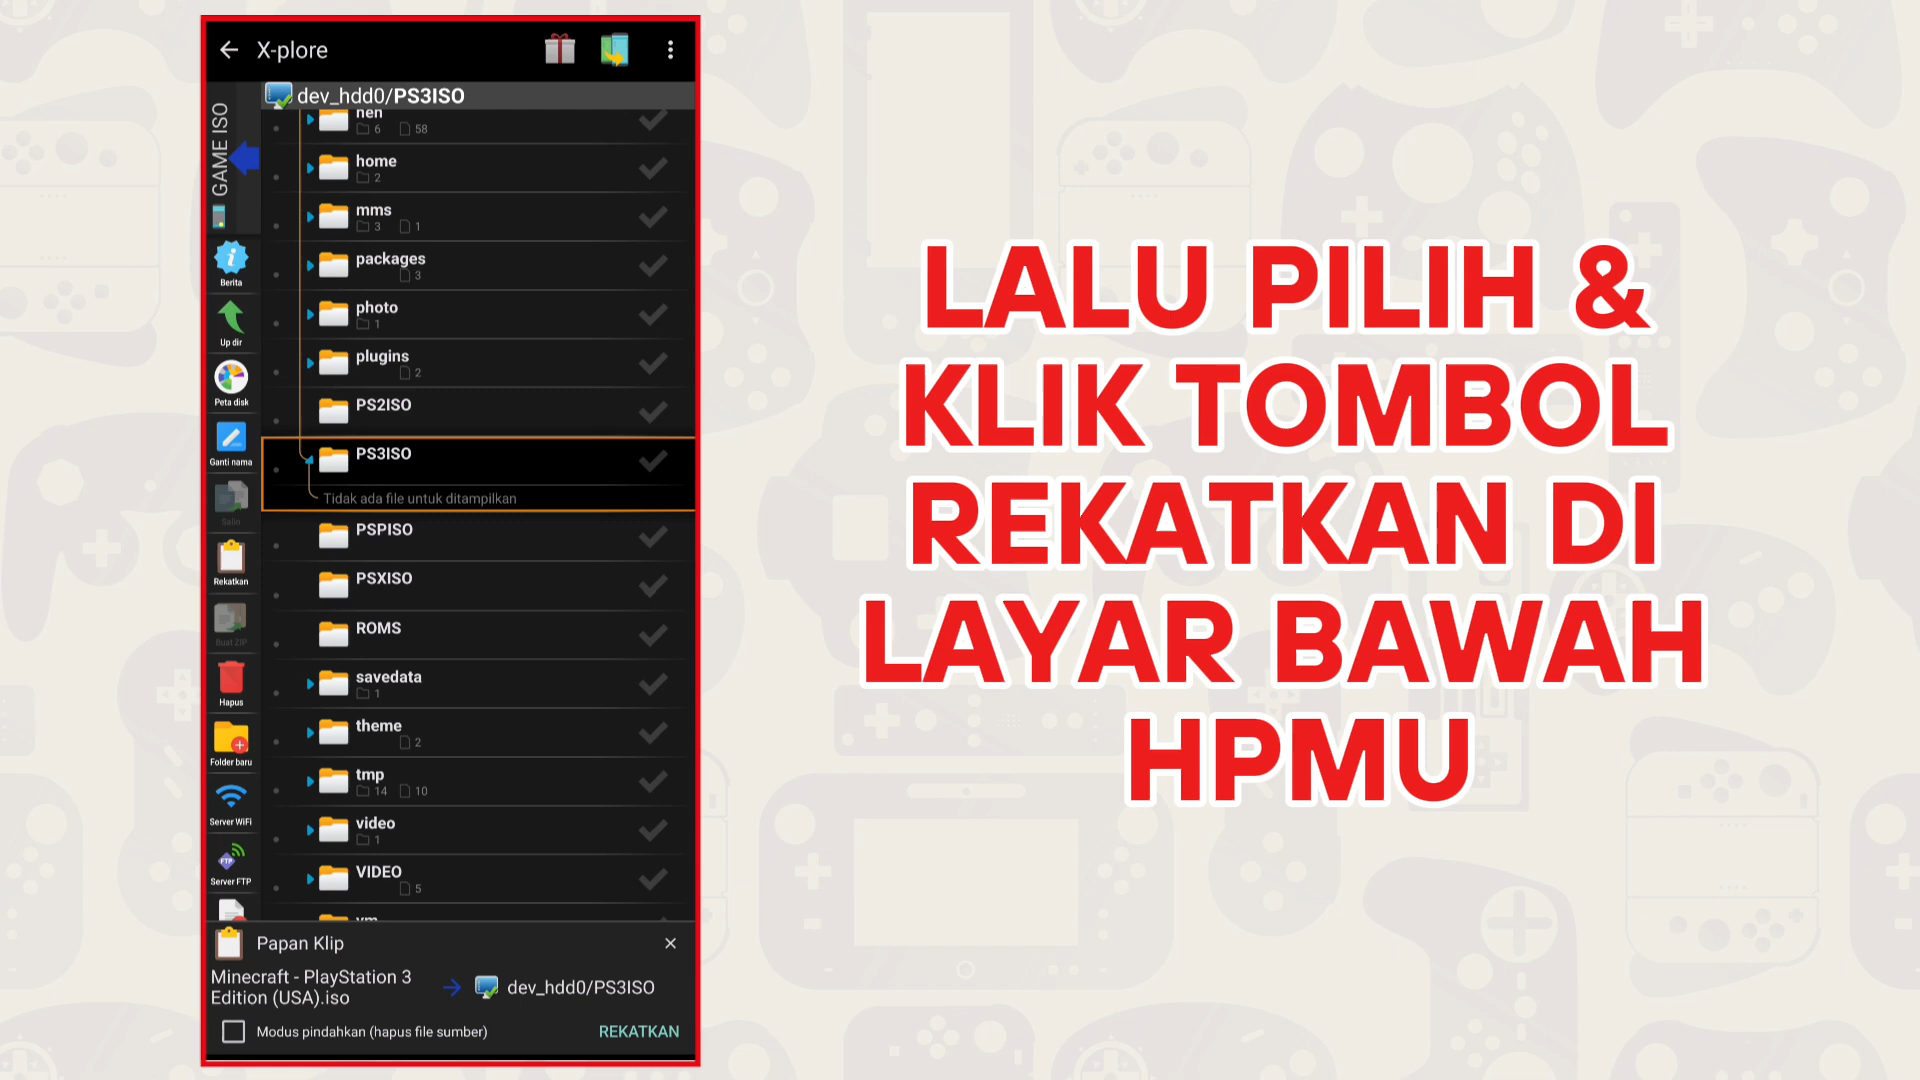 X-plore
dev_hdd0/PS3ISO
GAME ISO
hen
6 58
home
2
mms
3 1
packages
3
photo
1
plugins
2
PS2ISO
PS3ISO
Tidak ada file untuk ditampilkan
PSPISO
PSXISO
ROMS
savedata
1
theme
2
tmp
14 10
video
1
VIDEO
5
vm
Berita
Up dir
Peta disk
Ganti nama
Salin
Rekatkan
Buat ZIP
Hapus
Folder baru
Server WiFi
FTP
Server FTP
Papan Klip
Minecraft - PlayStation 3
Edition (USA).iso
dev_hdd0/PS3ISO
Modus pindahkan (hapus file sumber)
REKATKAN
LALU PILIH &
KLIK TOMBOL
REKATKAN DI
LAYAR BAWAH
HPMU